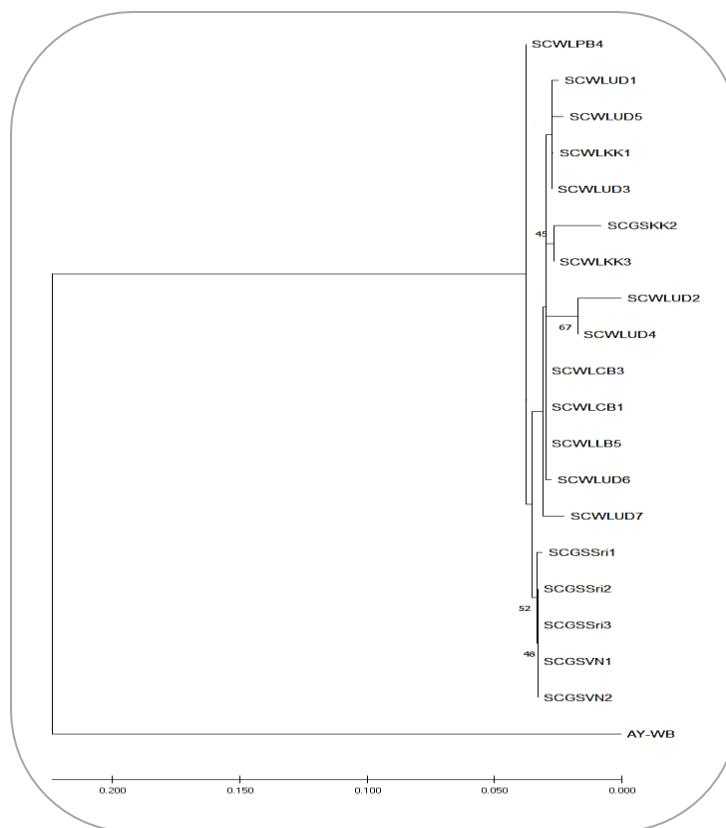 SCWLPB4
SCWLUD1
SCWLUD5
SCWLKK1
SCWLUD3
SCGSKK2
45
SCWLKK3
SCWLUD2
67
SCWLUD4
SCWLCB3
SCWLCB1
SCWLLB5
SCWLUD6
SCWLUD7
SCGSSri1
SCGSSri2
52
SCGSSri3
48
SCGSVN1
SCGSVN2
AY-WB
0.200 0.150 0.100 0.050 0.000